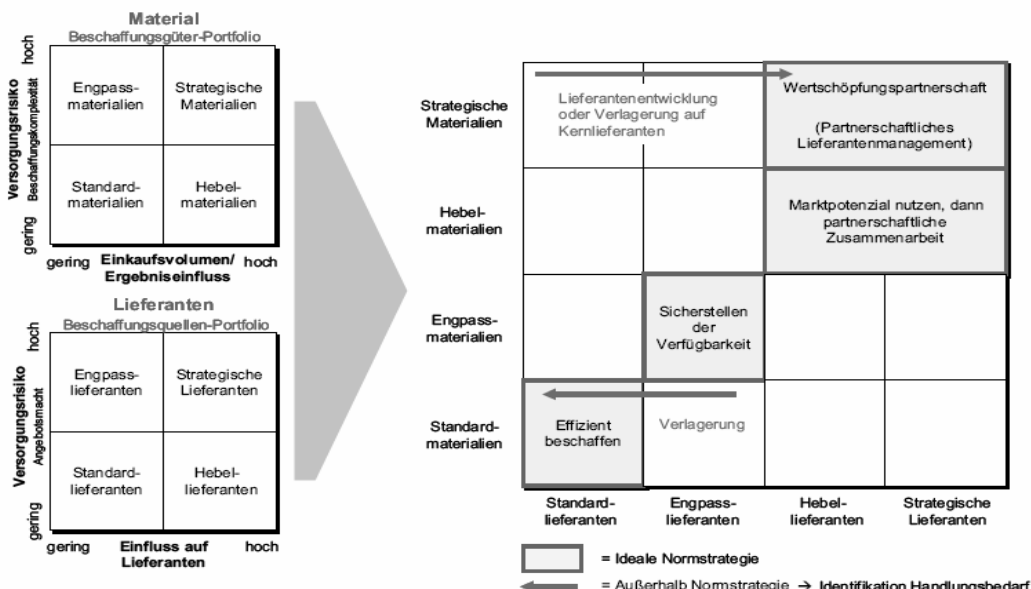 Material
Beschaffungsgüter-Portfolio
hoch
Versorgungsrisiko
Beschaffungskomplexität
gering
Engpass-
materialien
Strategische
Materialien
Standard-
materialien
Hebel-
materialien
gering
Einkaufsvolumen/
Ergebniseinfluss
hoch
Lieferanten
Beschaffungsquellen-Portfolio
hoch
Versorgungsrisiko
Angebotsmacht
gering
Engpass-
lieferanten
Strategische
Lieferanten
Standard-
lieferanten
Hebel-
lieferanten
gering
Einfluss auf
Lieferanten
hoch
Strategische
Materialien
Lieferantenentwicklung
oder Verlagerung auf
Kernlieferanten
Wertschöpfungspartnerschaft
(Partnerschaftliches
Lieferantenmanagement)
Hebel-
materialien
Marktpotenzial nutzen, dann
partnerschaftliche
Zusammenarbeit
Engpass-
materialien
Sicherstellen
der
Verfügbarkeit
Standard-
materialien
Effizient
beschaffen
Verlagerung
Standard-
lieferanten
Engpass-
lieferanten
Hebel-
lieferanten
Strategische
Lieferanten
= Ideale Normstrategie
= Außerhalb Normstrategie → Identifikation Handlungsbedarf